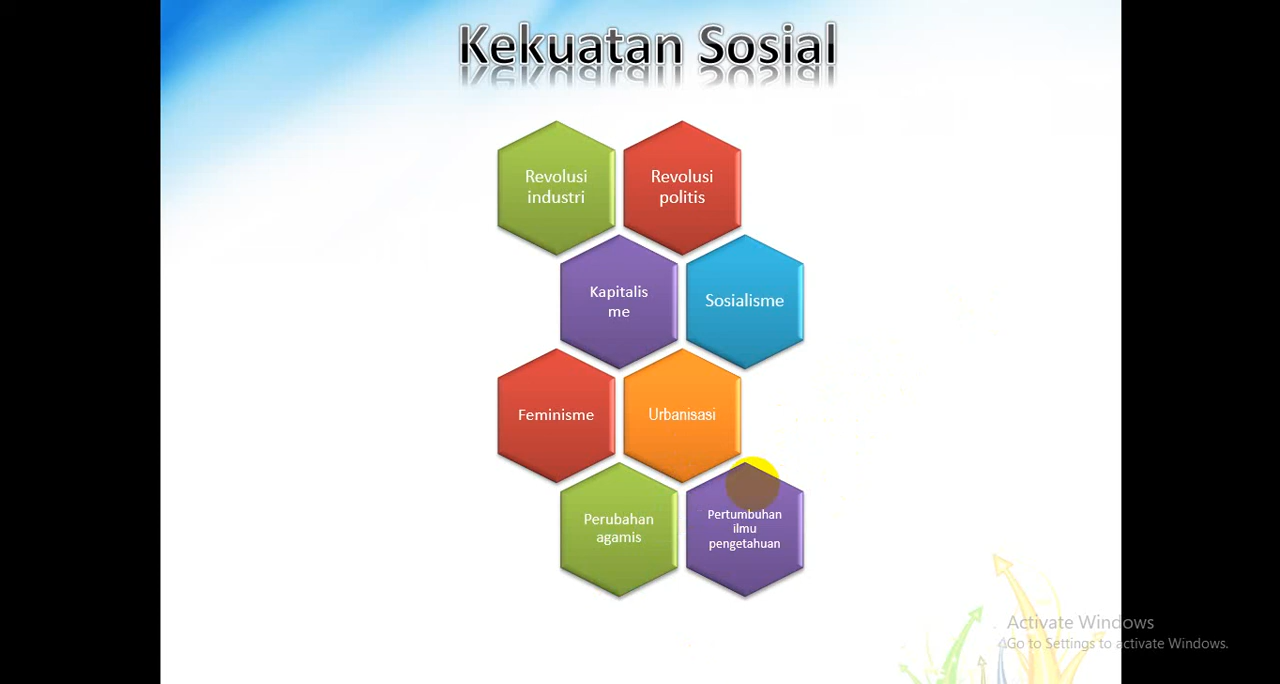 Kekuatan Sosial
Revolusi
industri
Revolusi
politis
Kapitalis
me
Sosialisme
Feminisme
Urbanisasi
Perubahan
agamis
Pertumbuhan
ilmu
pengetahuan
Activate Windows
Go to Settings to activate Windows.